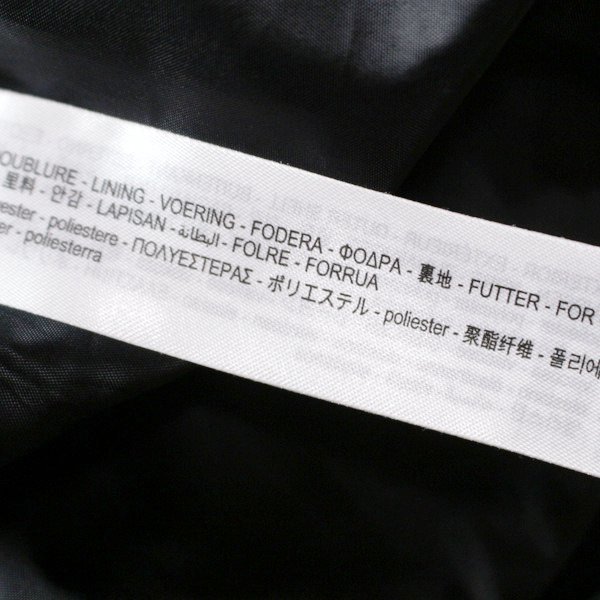 OUBLURE - LINING - VOERING - FODERA - ΦΟΔΡΑ - 裏地 - FUTTER - FOR
里料 - 안감 - LAPISAN - البطانة - FOLRE - FORRUA
ester - poliestere - ΠΟΛΥΕΣΤΕΡΑΣ - ポリエステル - poliester - 聚酯纤维 - 폴리에
er - poliesterra